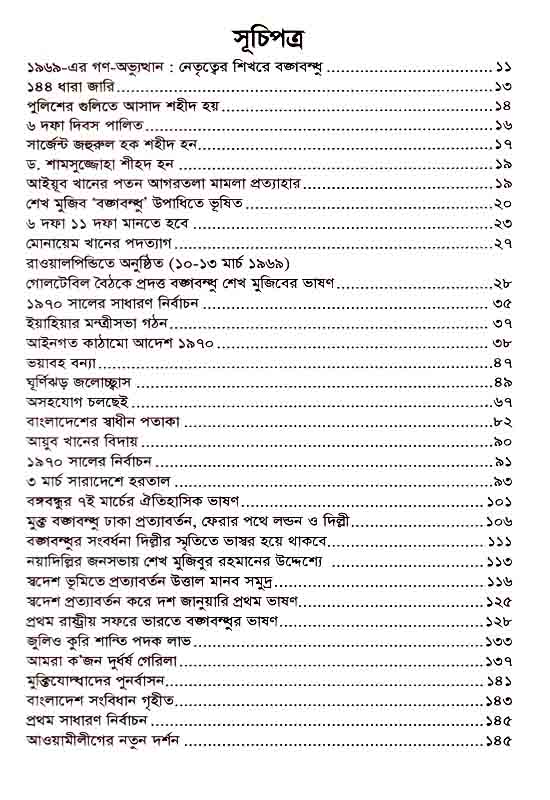 সূচিপত্র
১৯৬৯-এর গণ-অভ্যুত্থান : নেতৃত্বের শিখরে বঙ্গবন্ধু ........................ ১১
১৪৪ ধারা জারি ........................ ১৩
পুলিশের গুলিতে আসাদ শহীদ হয় ........................ ১৪
৬ দফা দিবস পালিত ........................ ১৬
সার্জেন্ট জহুরুল হক শহীদ হন ........................ ১৭
ড. শামসুজ্জোহা শীহদ হন ........................ ১৯
আইয়ূব খানের পতন আগরতলা মামলা প্রত্যাহার ........................ ১৯
শেখ মুজিব ‘বঙ্গবন্ধু’ উপাধিতে ভূষিত ........................ ২০
৬ দফা ১১ দফা মানতে হবে ........................ ২৩
মোনায়েম খানের পদত্যাগ ........................ ২৭
রাওয়ালপিন্ডিতে অনুষ্ঠিত (১০-১৩ মার্চ ১৯৬৯)
গোলটেবিল বৈঠকে প্রদত্ত বঙ্গবন্ধু শেখ মুজিবের ভাষণ ........................ ২৮
১৯৭০ সালের সাধারণ নির্বাচন ........................ ৩৫
ইয়াহিয়ার মন্ত্রীসভা গঠন ........................ ৩৭
আইনগত কাঠামো আদেশ ১৯৭০ ........................ ৩৮
ভয়াবহ বন্যা ........................ ৪৭
ঘূর্ণিঝড় জলোচ্ছ্বাস ........................ ৪৯
অসহযোগ চলছেই ........................ ৬৭
বাংলাদেশের স্বাধীন পতাকা ........................ ৮২
আয়ুব খানের বিদায় ........................ ৯০
১৯৭০ সালের নির্বাচন ........................ ৯১
৩ মার্চ সারাদেশে হরতাল ........................ ৯৩
বঙ্গবন্ধুর ৭ই মার্চের ঐতিহাসিক ভাষণ ........................ ১০১
মুক্ত বঙ্গবন্ধু ঢাকা প্রত্যাবর্তন, ফেরার পথে লন্ডন ও দিল্লী ........................ ১০৬
বঙ্গবন্ধুর সংবর্ধনা দিল্লীর স্মৃতিতে ভাস্বর হয়ে থাকবে ........................ ১১১
নয়াদিল্লির জনসভায় শেখ মুজিবুর রহমানের উদ্দেশ্যে ........................ ১১৩
স্বদেশ ভূমিতে প্রত্যাবর্তন উত্তাল মানব সমুদ্র ........................ ১১৬
স্বদেশ প্রত্যাবর্তন করে দশ জানুয়ারি প্রথম ভাষণ ........................ ১২৫
প্রথম রাষ্ট্রীয় সফরে ভারতে বঙ্গবন্ধুর ভাষণ ........................ ১২৮
জুলিও কুরি শান্তি পদক লাভ ........................ ১৩৩
আমরা ক'জন দুর্ধর্ষ গেরিলা ........................ ১৩৭
মুক্তিযোদ্ধাদের পুনর্বাসন ........................ ১৪১
বাংলাদেশ সংবিধান গৃহীত ........................ ১৪৩
প্রথম সাধারণ নির্বাচন ........................ ১৪৫
আওয়ামীলীগের নতুন দর্শন ........................ ১৪৫